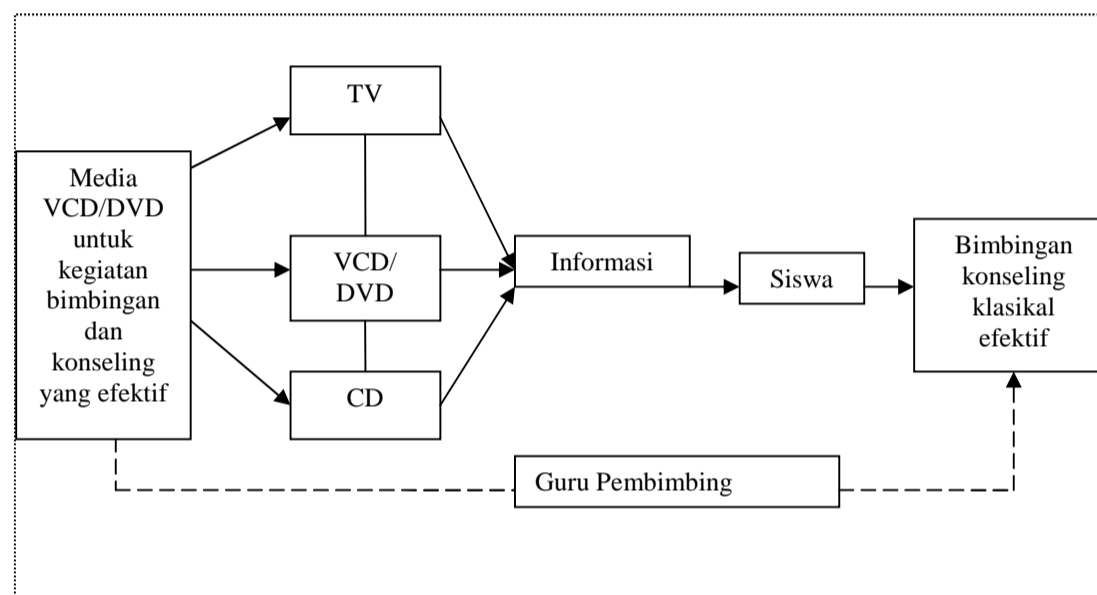 TV
Media
VCD/DVD
untuk
kegiatan
bimbingan
dan
konseling
yang efektif
VCD/
DVD
CD
Informasi
Siswa
Bimbingan
konseling
klasikal
efektif
Guru Pembimbing